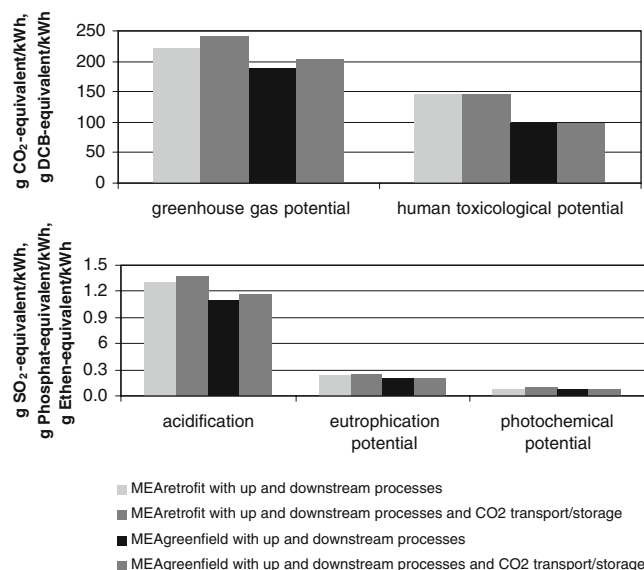 g CO₂-equivalent/kWh,
g DCB-equivalent/kWh
250
200
150
100
50
0
greenhouse gas potential
human toxicological potential
g SO₂-equivalent/kWh,
g Phosphat-equivalent/kWh,
g Ethen-equivalent/kWh
1.5
1.2
0.9
6
0.3
0.0
acidification
eutrophication
potential
photochemical
potential
MEAretrofit with up and downstream processes
MEAretrofit with up and downstream processes and CO2 transport/storage
MEAgreenfield with up and downstream processes
MEAgreenfield with up and downstream processes and CO2 transport/storage